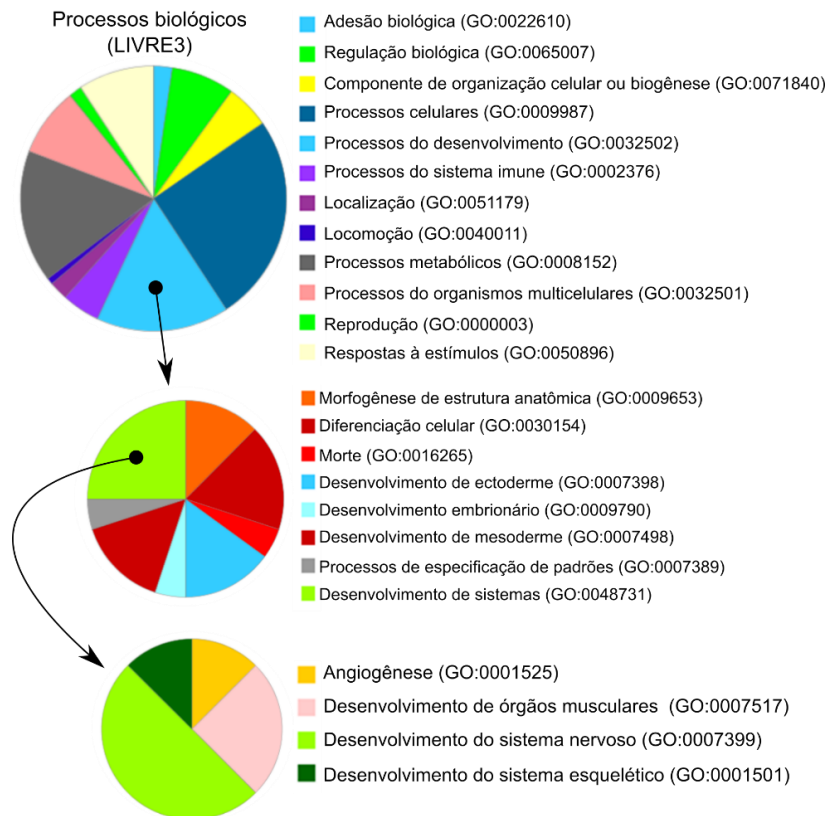 Processos biológicos
(LIVRE3)
Adesão biológica (GO:0022610)
Regulação biológica (GO:0065007)
Componente de organização celular ou biogênese (GO:0071840)
Processos celulares (GO:0009987)
Processos do desenvolvimento (GO:0032502)
Processos do sistema imune (GO:0002376)
Localização (GO:0051179)
Locomoção (GO:0040011)
Processos metabólicos (GO:0008152)
Processos do organismos multicelulares (GO:0032501)
Reprodução (GO:0000003)
Respostas à estímulos (GO:0050896)
Morfogênese de estrutura anatômica (GO:0009653)
Diferenciação celular (GO:0030154)
Morte (GO:0016265)
Desenvolvimento de ectoderme (GO:0007398)
Desenvolvimento embrionário (GO:0009790)
Desenvolvimento de mesoderme (GO:0007498)
Processos de especificação de padrões (GO:0007389)
Desenvolvimento de sistemas (GO:0048731)
Angiogênese (GO:0001525)
Desenvolvimento de órgãos musculares (GO:0007517)
Desenvolvimento do sistema nervoso (GO:0007399)
Desenvolvimento do sistema esquelético (GO:0001501)